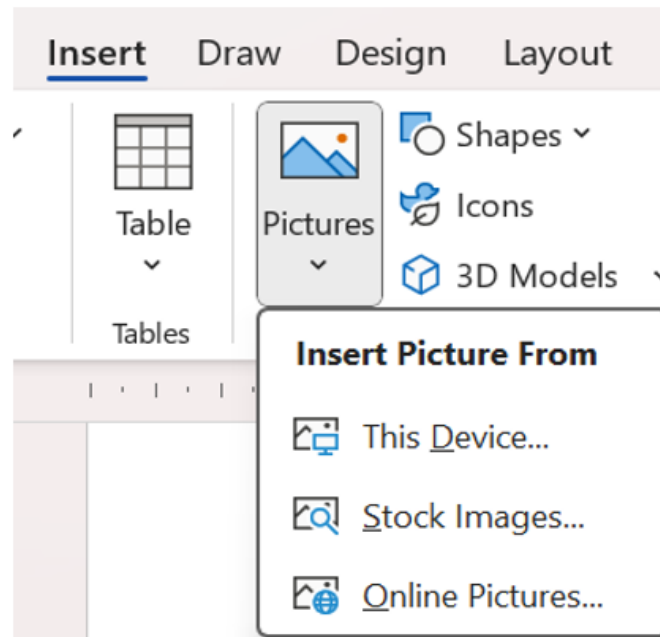 Insert Draw Design Layout
Table
Pictures
Shapes
Icons
3D Models
Tables
Insert Picture From
This Device...
Stock Images...
Online Pictures...